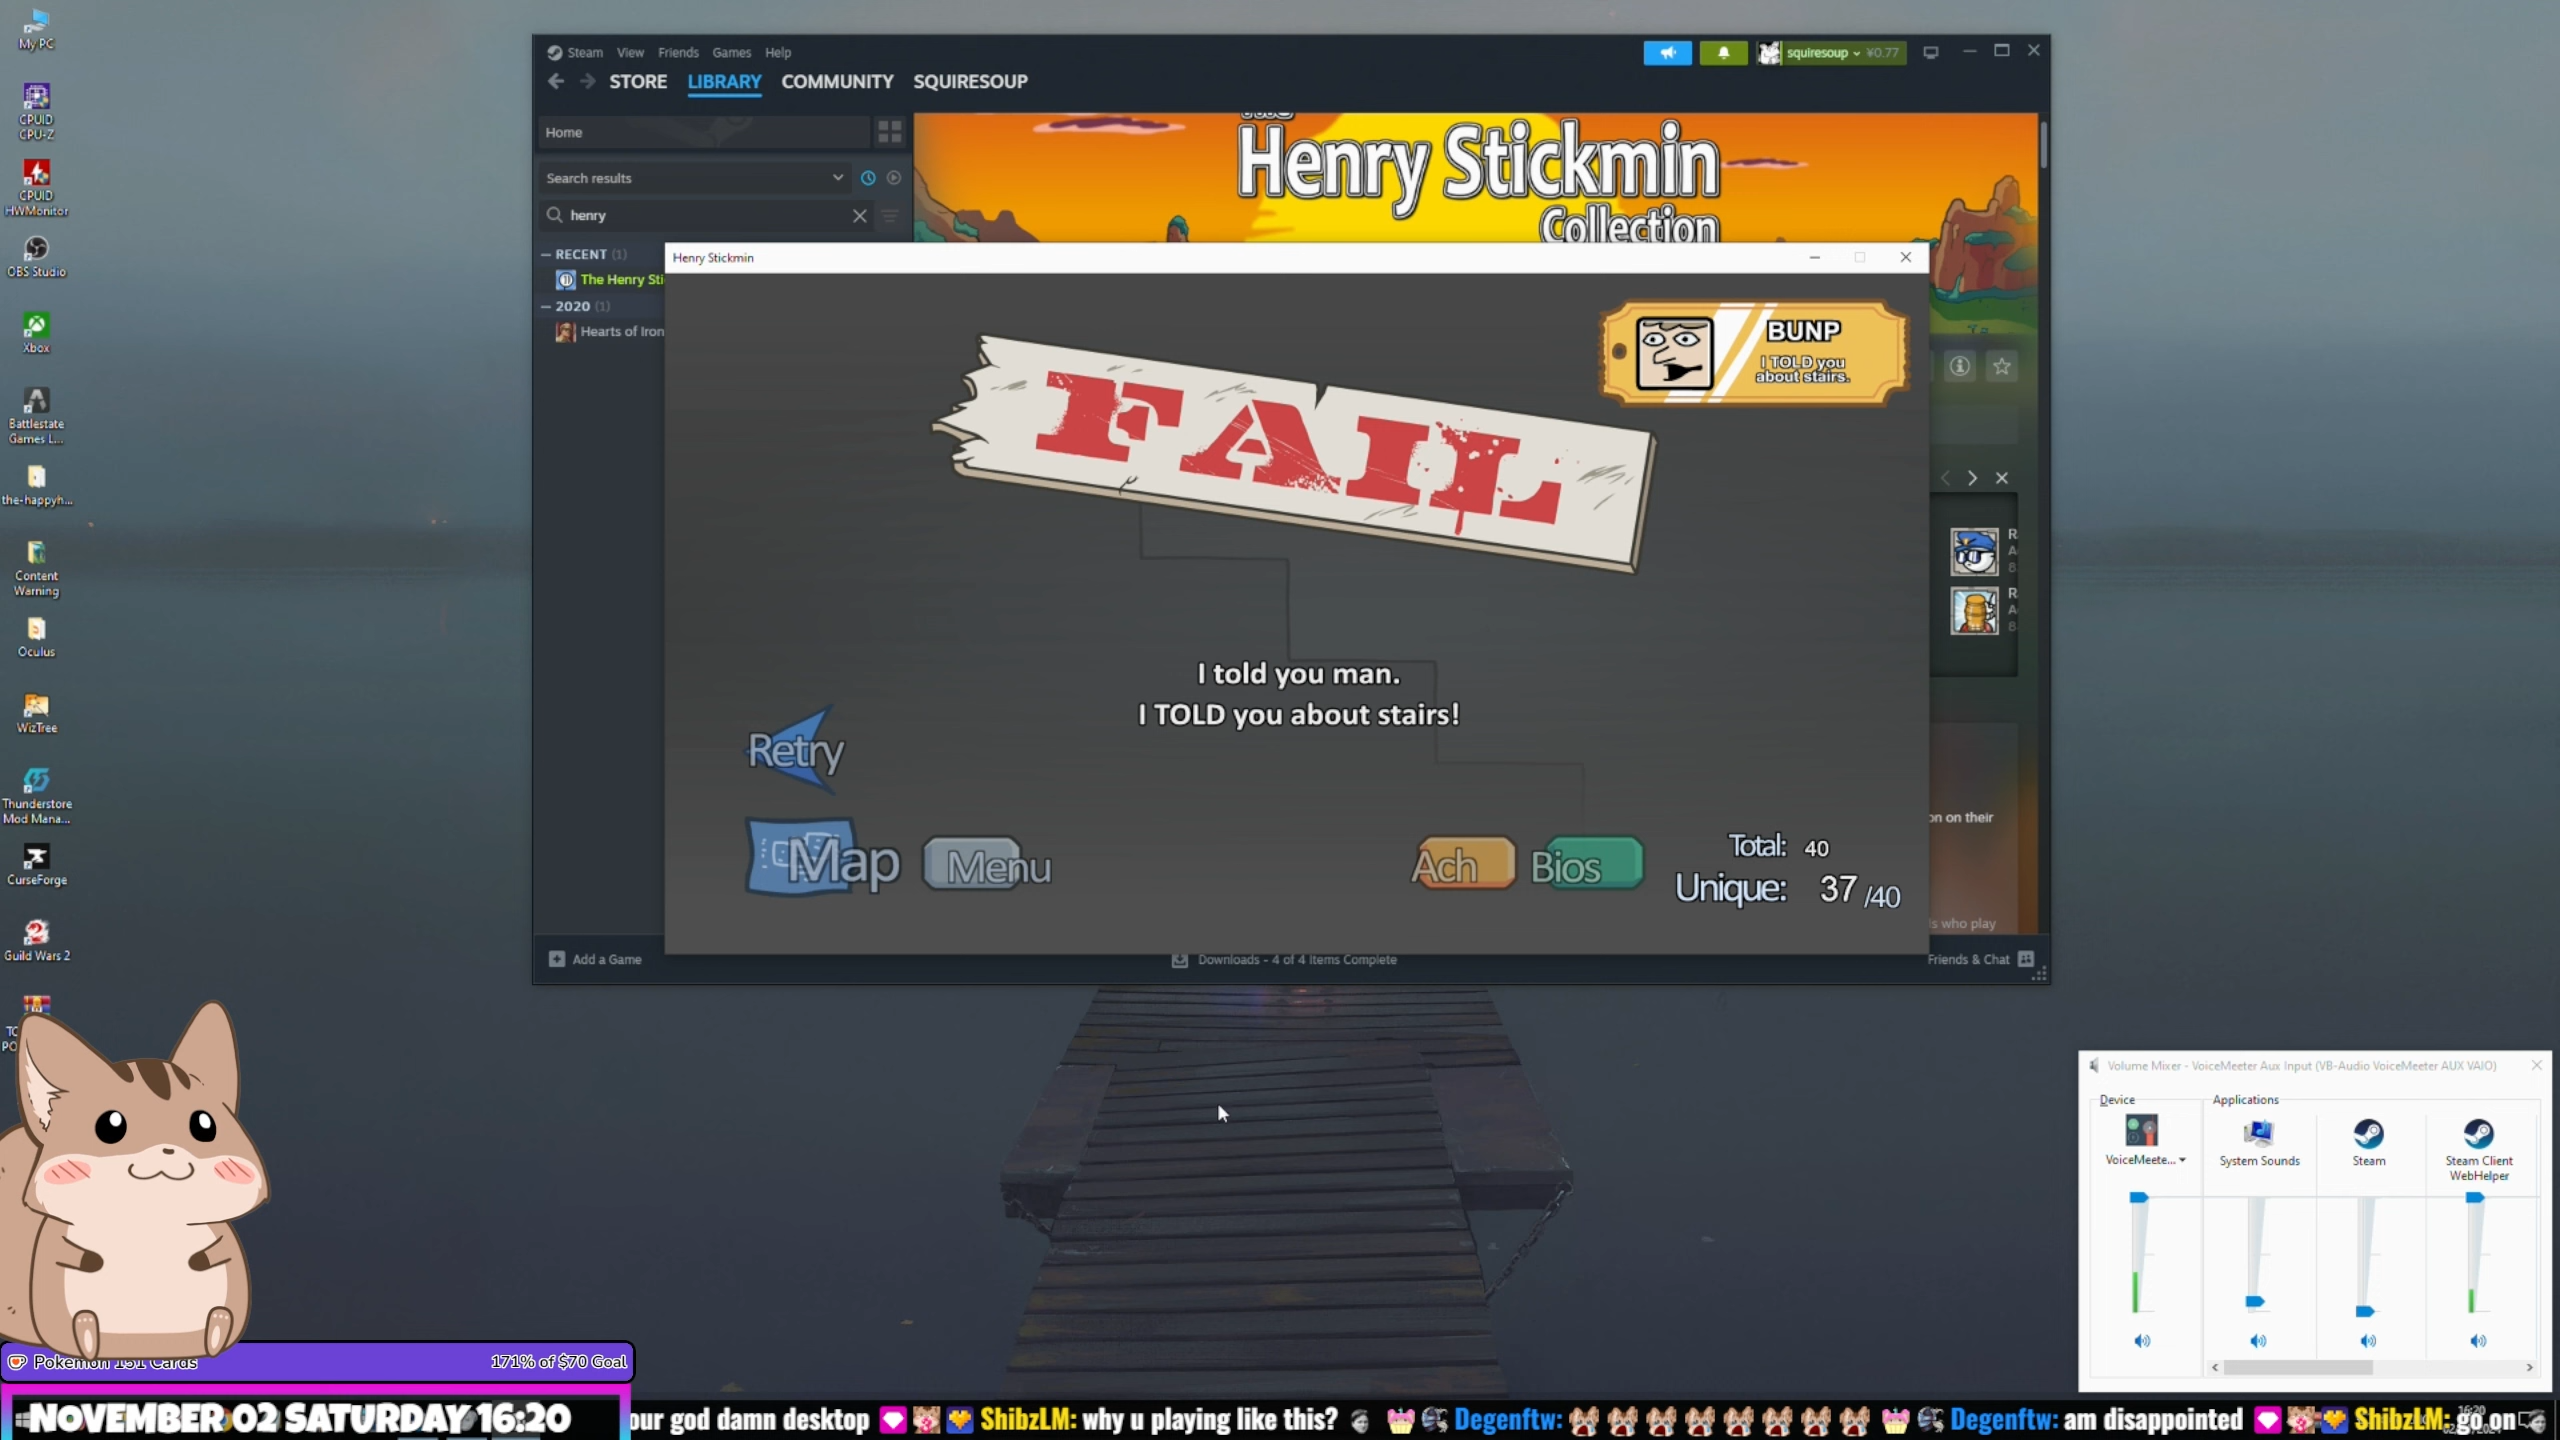 My PC
CPUID
CPU-Z
CPUID
HWMonitor
OBS Studio
Xbox
Battlestate
Games L...
the-happyh...
Content
Warning
Oculus
WizTree
Thunderstore
Mod Mana...
CurseForge
Guild Wars 2
Steam View Friends Games Help
squiresoup ¥0.77
STORE LIBRARY COMMUNITY SQUIRESOUP
Home
Search results
henry
RECENT (1)
The Henry Sti
2020 (1)
Hearts of Iron
Henry Stickmin
Collection
Henry Stickmin
BUNP
I TOLD you
about stairs.
FAIL
I told you man.
I TOLD you about stairs!
Retry
Map
Menu
Ach
Bios
Total: 40
Unique: 37 /40
on on their
s who play
Add a Game
Downloads - 4 of 4 Items Complete
Friends & Chat
Volume Mixer - VoiceMeeter Aux Input (VB-Audio VoiceMeeter AUX VAIO)
Device
Applications
VoiceMeete...
System Sounds
Steam
Steam Client
WebHelper
Pokemon 151 Cards
171% of $70 Goal
NOVEMBER 02 SATURDAY 16:20
our god damn desktop ShibzLM: why u playing like this? Degenftw: Degenftw: am disappointed ShibzLM: go on